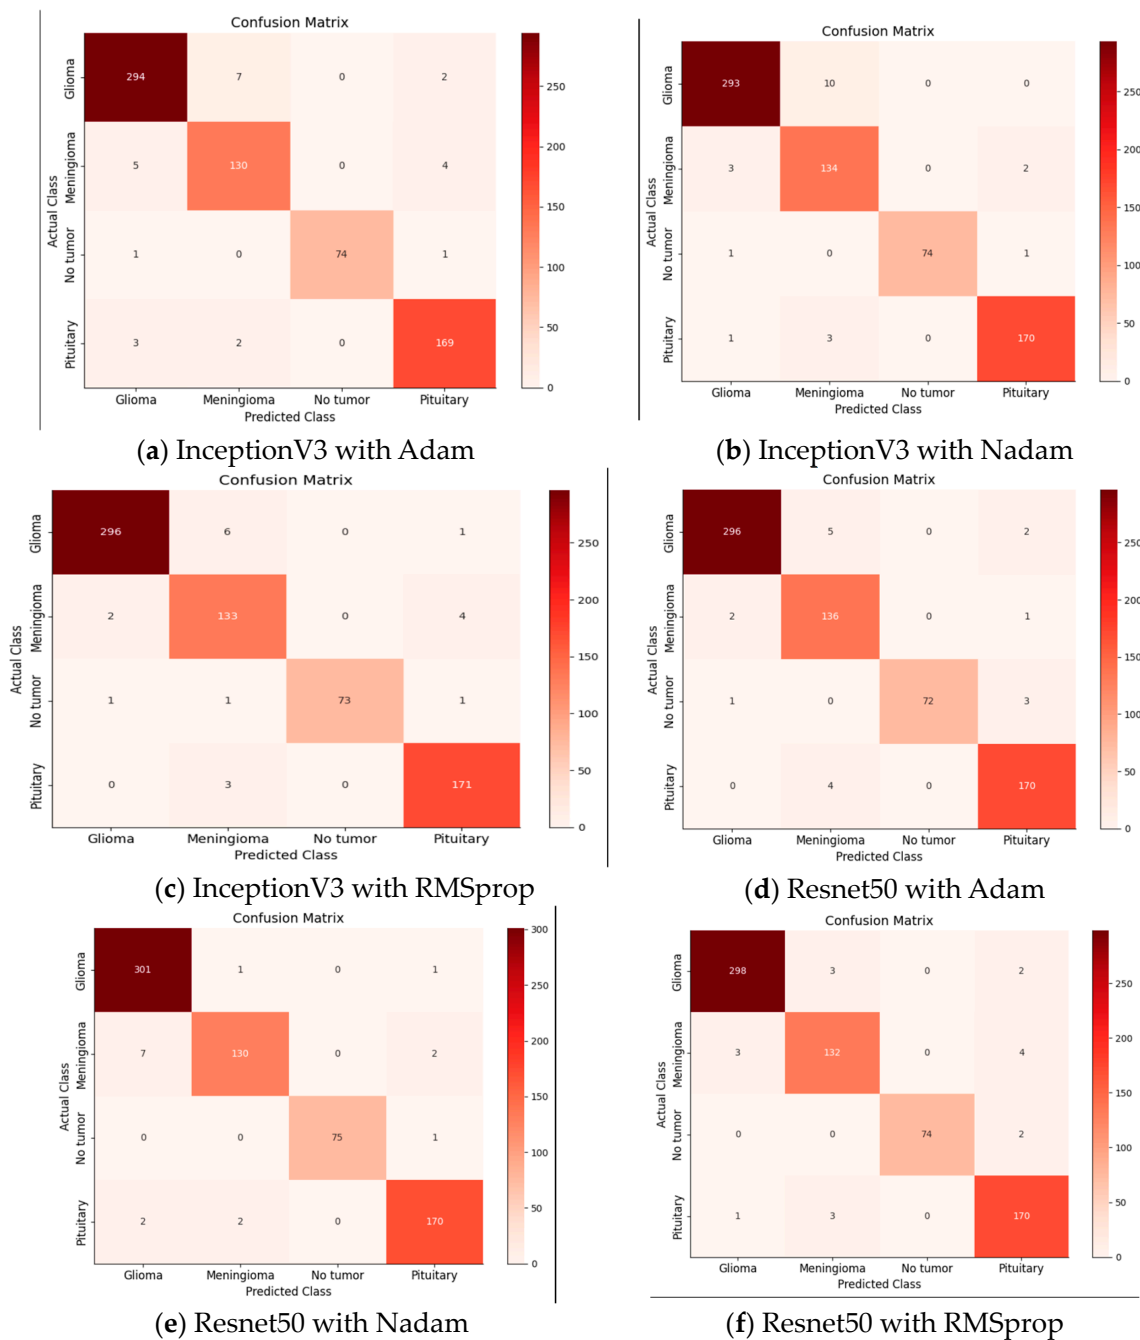 Confusion Matrix
Glioma 294 7 0 2
Meningioma 5 130 0 4
No tumor 1 0 74 1
Pituitary 3 2 0 169
Actual Class
Glioma Meningioma No tumor Pituitary
Predicted Class
250
200
150
100
50
0
(a) InceptionV3 with Adam
Confusion Matrix
Glioma 293 10 0 0
Meningioma 3 134 0 2
No tumor 1 0 74 1
Pituitary 1 3 0 170
Actual Class
Glioma Meningioma No tumor Pituitary
Predicted Class
250
200
150
100
50
0
(b) InceptionV3 with Nadam
Confusion Matrix
Glioma 296 6 0 1
Meningioma 2 133 0 4
No tumor 1 1 73 1
Pituitary 0 3 0 171
Actual Class
Glioma Meningioma No tumor Pituitary
Predicted Class
250
200
150
100
50
0
(c) InceptionV3 with RMSprop
Confusion Matrix
Glioma 296 5 0 2
Meningioma 2 136 0 1
No tumor 1 0 72 3
Pituitary 0 4 0 170
Actual Class
Glioma Meningioma No tumor Pituitary
Predicted Class
250
200
150
100
50
0
(d) Resnet50 with Adam
Confusion Matrix
Glioma 301 1 0 1
Meningioma 7 130 0 2
No tumor 0 0 75 1
Pituitary 2 2 0 170
Actual Class
Glioma Meningioma No tumor Pituitary
Predicted Class
300
250
200
150
100
50
0
(e) Resnet50 with Nadam
Confusion Matrix
Glioma 298 3 0 2
Meningioma 3 132 0 4
No tumor 0 0 74 2
Pituitary 1 3 0 170
Actual Class
Glioma Meningioma No tumor Pituitary
Predicted Class
250
200
150
100
50
0
(f) Resnet50 with RMSprop